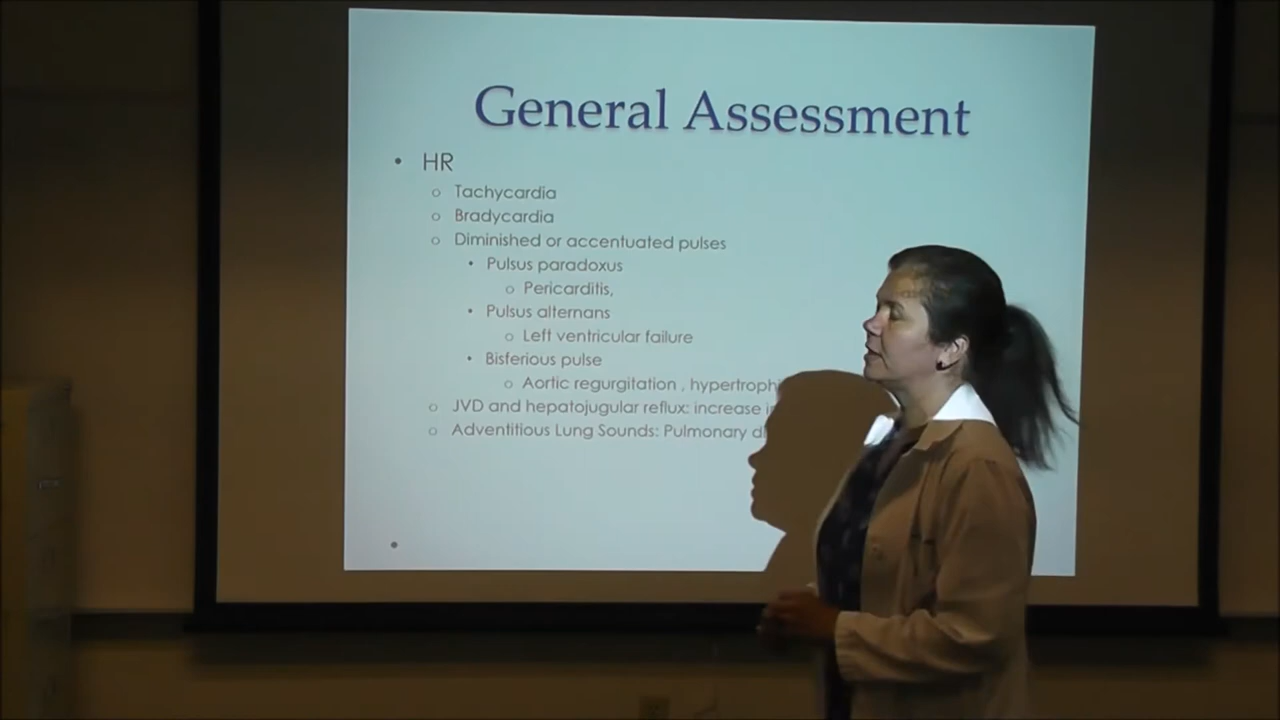 General Assessment
• HR
o Tachycardia
o Bradycardia
o Diminished or accentuated pulses
• Pulsus paradoxus
o Pericarditis,
• Pulsus alternans
o Left ventricular failure
• Bisferious pulse
o Aortic regurgitation , hypertrophi
o JVD and hepatojugular reflux: increase i
o Adventitious Lung Sounds: Pulmonary d
•